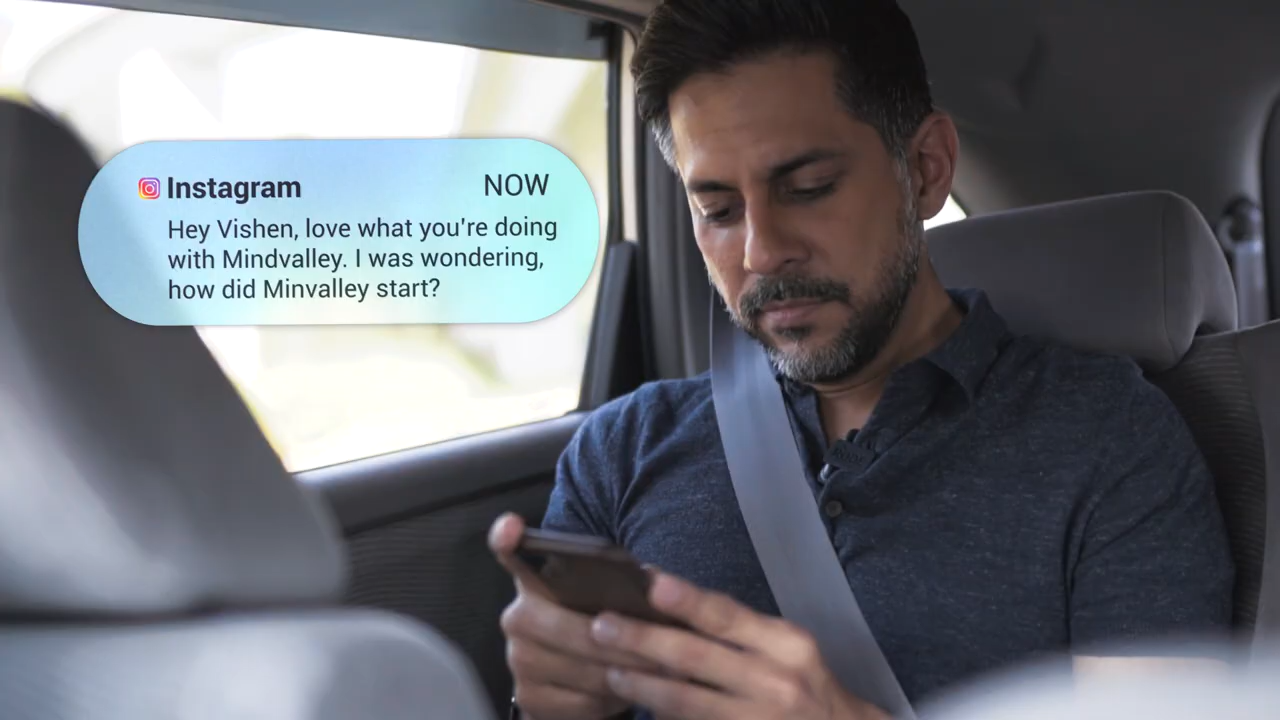 Instagram NOW
Hey Vishen, love what you're doing
with Mindvalley. I was wondering,
how did Minvalley start?